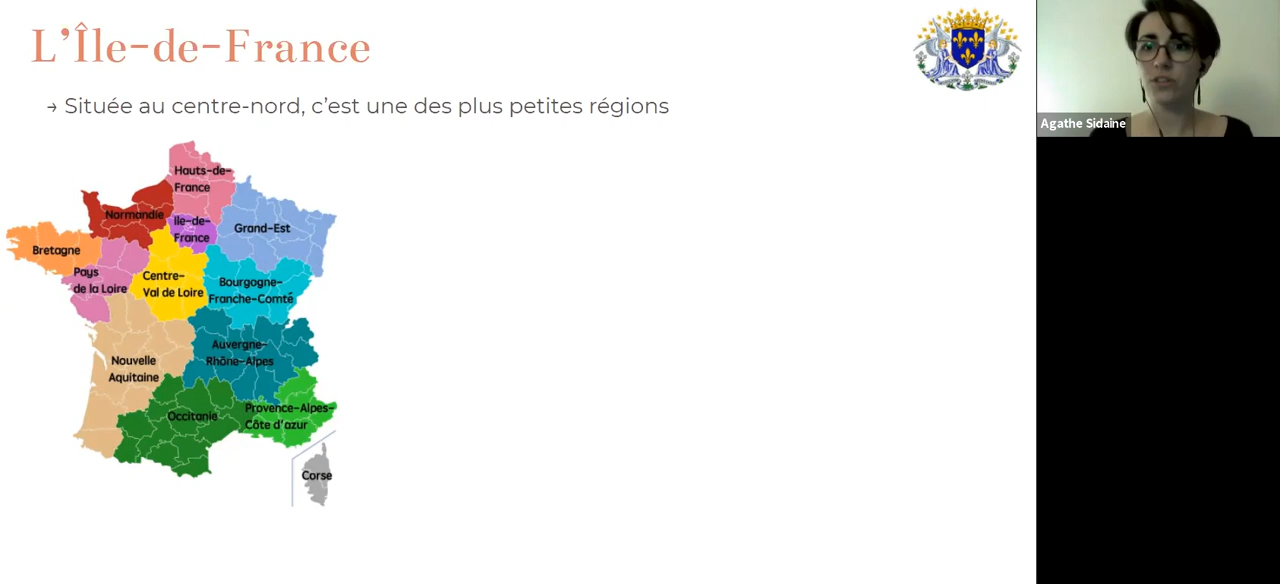 L'Île-de-France
→ Située au centre-nord, c'est une des plus petites régions
Agathe Sidaine
Hauts-de-
France
Normandie
Ile-de-
France
Grand-Est
Bretagne
Pays
de la Loire
Centre-
Val de Loire
Bourgogne-
Franche-Comté
Nouvelle
Aquitaine
Auvergne-
Rhône-Alpes
Occitanie
Provence-Alpes-
Côte d'azur
Corse